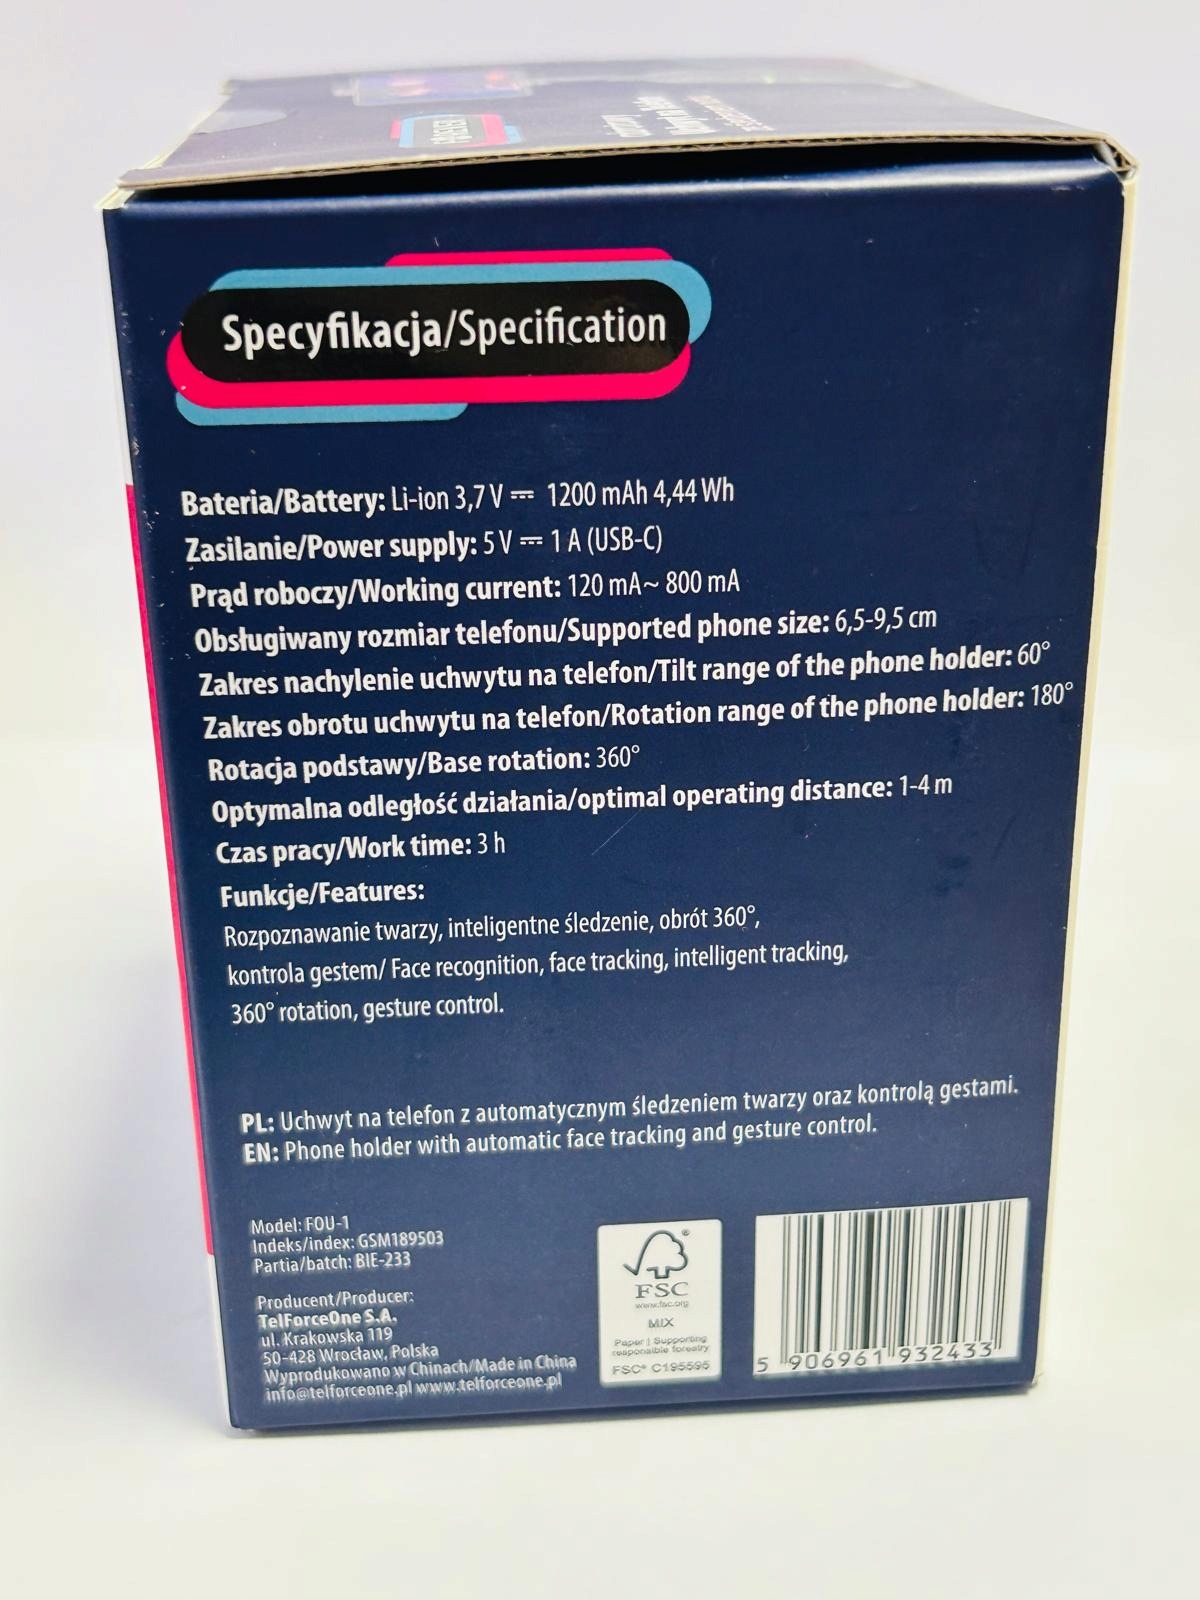 FOREVER
Specyfikacja/Specification
Bateria/Battery: Li-ion 3,7 V ⎓ 1200 mAh 4,44 Wh
Zasilanie/Power supply: 5 V ⎓ 1 A (USB-C)
Prąd roboczy/Working current: 120 mA~ 800 mA
Obsługiwany rozmiar telefonu/Supported phone size: 6,5-9,5 cm
Zakres nachylenie uchwytu na telefon/Tilt range of the phone holder: 60°
Zakres obrotu uchwytu na telefon/Rotation range of the phone holder: 180°
Rotacja podstawy/Base rotation: 360°
Optymalna odległość działania/optimal operating distance: 1-4 m
Czas pracy/Work time: 3 h
Funkcje/Features:
Rozpoznawanie twarzy, inteligentne śledzenie, obrót 360°,
kontrola gestem/ Face recognition, face tracking, intelligent tracking,
360° rotation, gesture control.
PL: Uchwyt na telefon z automatycznym śledzeniem twarzy oraz kontrolą gestami.
EN: Phone holder with automatic face tracking and gesture control.
Model: FOU-1
Indeks/index: GSM189503
Partia/batch: BIE-233
Producent/Producer:
TelForceOne S.A.
ul. Krakowska 119
50-428 Wrocław, Polska
Wyprodukowano w Chinach/Made in China
info@telforceone.pl www.telforceone.pl
®
FSC
www.fsc.org
MIX
Paper | Supporting
responsible forestry
FSC® C195595
5 906961 932433